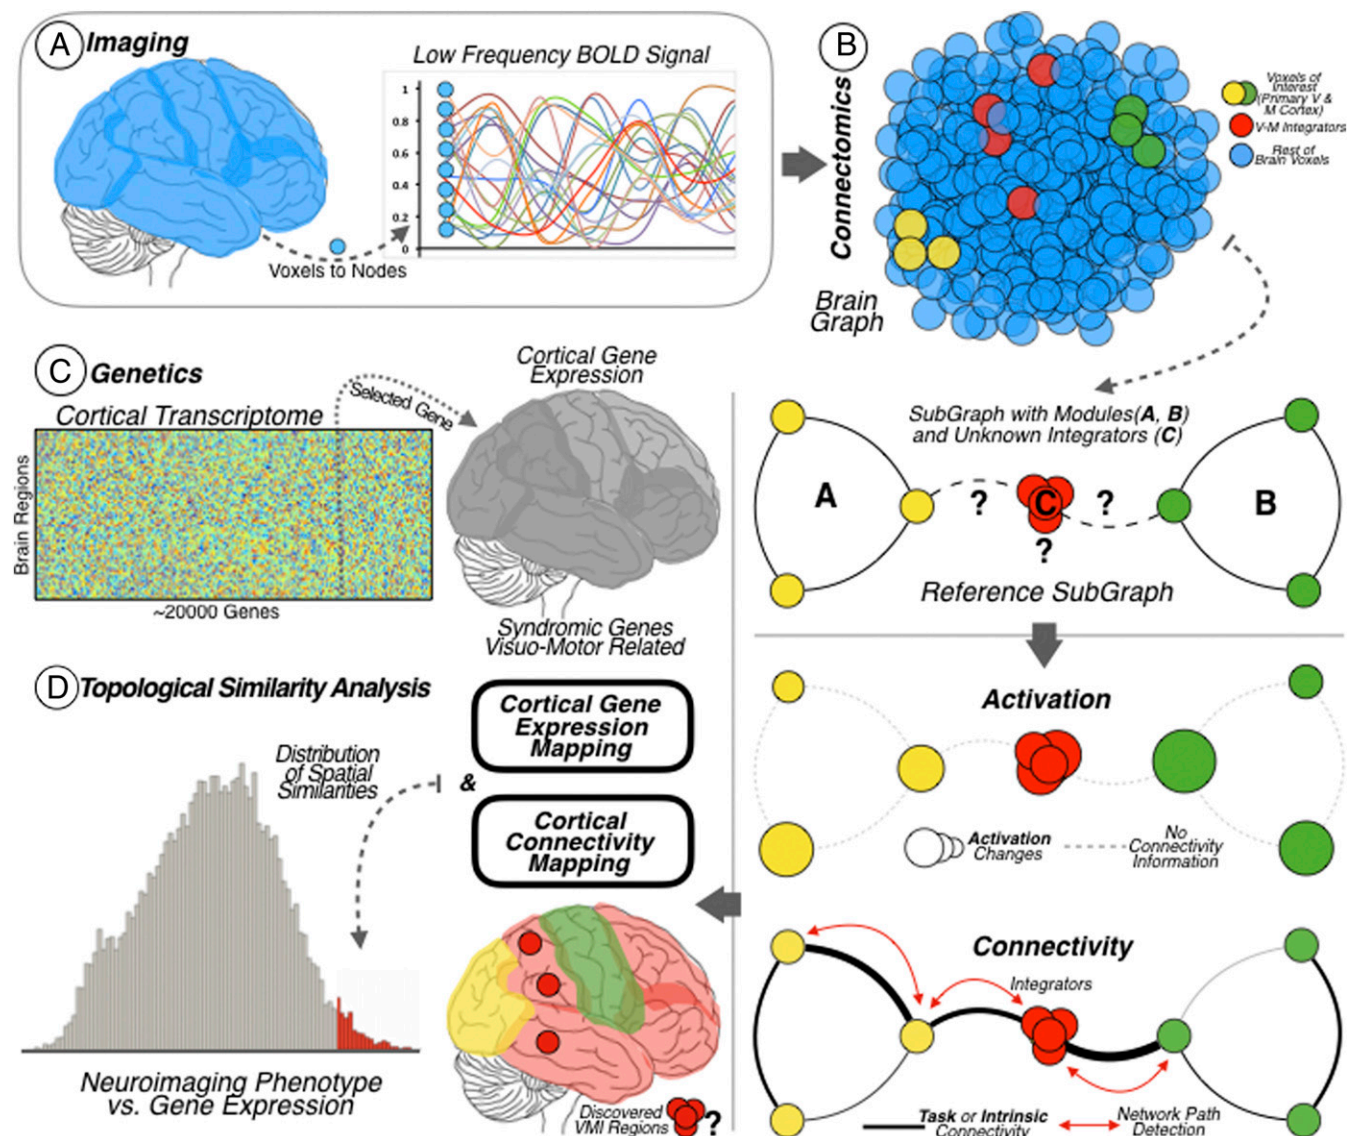 A Imaging
Low Frequency BOLD Signal
1
0.8
0.6
0.4
0.2
0
Voxels to Nodes
B
Connectomics
Brain
Graph
Voxels of
Interest
(Primary V &
M Cortex)
V-M Integrators
Rest of
Brain Voxels
C Genetics
Cortical Transcriptome
Brain Regions
~20000 Genes
Selected Gene
Cortical Gene
Expression
Syndromic Genes
Visuo-Motor Related
SubGraph with Modules(A, B)
and Unknown Integrators (C)
A
?
C
?
?
B
Reference SubGraph
Activation
Activation
Changes
No
Connectivity
Information
Connectivity
Integrators
Task or Intrinsic
Connectivity
Network Path
Detection
D Topological Similarity Analysis
Distribution
of Spatial
Similarities
Cortical Gene
Expression
Mapping
&
Cortical
Connectivity
Mapping
Neuroimaging Phenotype
vs. Gene Expression
Discovered
VMI Regions
?